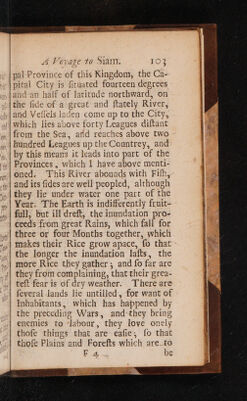 A Voyage to Siam. 103
pal Province of this Kingdom, the Ca-
pital City is situated fourteen degrees
and an half of latitude northward, on
the side of a great and stately River,
and Vessels laden come up to the City,
which lies above forty Leagues distant
from the Sea, and reaches above two
hundred Leagues up the Countrey, and
by this means it leads into part of the
Provinces, which I have above menti-
oned. This River abounds with Fish,
and its sides are well peopled, although
they lie under water one part of the
Year. The Earth is indifferently fruit-
full, but ill drest, the inundation pro-
ceeds from great Rains, which fall for
three or four Months together, which
makes their Rice grow apace, so that
the longer the inundation lasts, the
more Rice they gather; and so far are
they from complaining, that their grea-
test fear is of dry weather. There are
several lands lie untilled, for want of
Inhabitants, which has happened by
the preceding Wars, and they bring
enemies to labour, they love onely
those things that are easie; so that
those Plains and Forests which are to
F 4 be